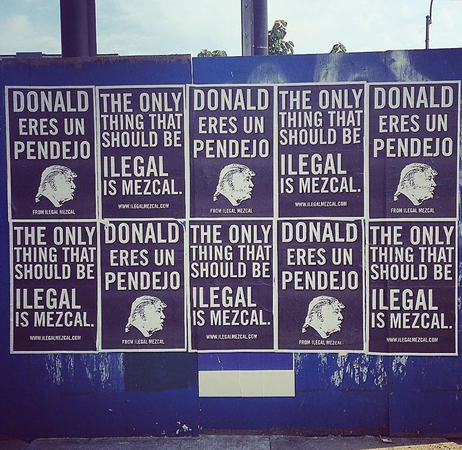 DONALD
ERES UN
PENDEJO
FROM ILEGAL MEZCAL
THE ONLY
THING THAT
SHOULD BE
ILEGAL
IS MEZCAL.
WWW.ILEGALMEZCAL.COM
DONALD
ERES UN
PENDEJO
FROM ILEGAL MEZCAL
THE ONLY
THING THAT
SHOULD BE
ILEGAL
IS MEZCAL.
WWW.ILEGALMEZCAL.COM
DONALD
ERES UN
PENDEJO
FROM ILEGAL MEZCAL
THE ONLY
THING THAT
SHOULD BE
ILEGAL
IS MEZCAL.
WWW.ILEGALMEZCAL.COM
DONALD
ERES UN
PENDEJO
FROM ILEGAL MEZCAL
THE ONLY
THING THAT
SHOULD BE
ILEGAL
IS MEZCAL.
WWW.ILEGALMEZCAL.COM
DONALD
ERES UN
PENDEJO
FROM ILEGAL MEZCAL
THE ONLY
THING THAT
SHOULD BE
ILEGAL
IS MEZCAL.
WWW.ILEGALMEZCAL.COM